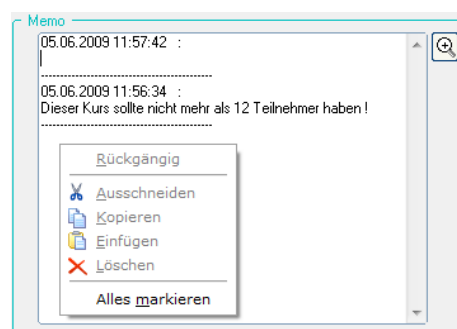 Memo
05.06.2009 11:57:42   :
----------------------------------------
05.06.2009 11:56:34   :
Dieser Kurs sollte nicht mehr als 12 Teilnehmer haben !
----------------------------------------
Rückgängig
Ausschneiden
Kopieren
Einfügen
Löschen
Alles markieren